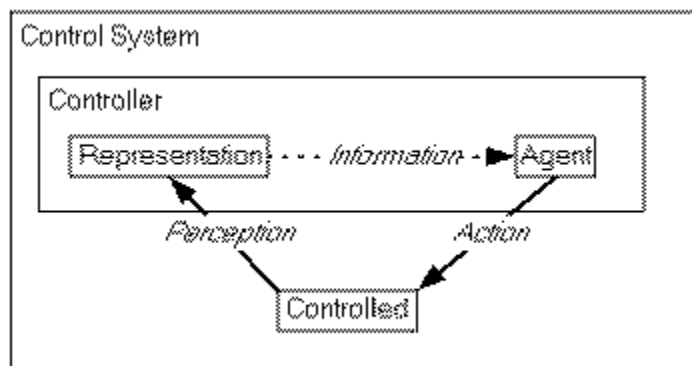 Control System
Controller
Representation
Information
Agent
Perception
Action
Controlled